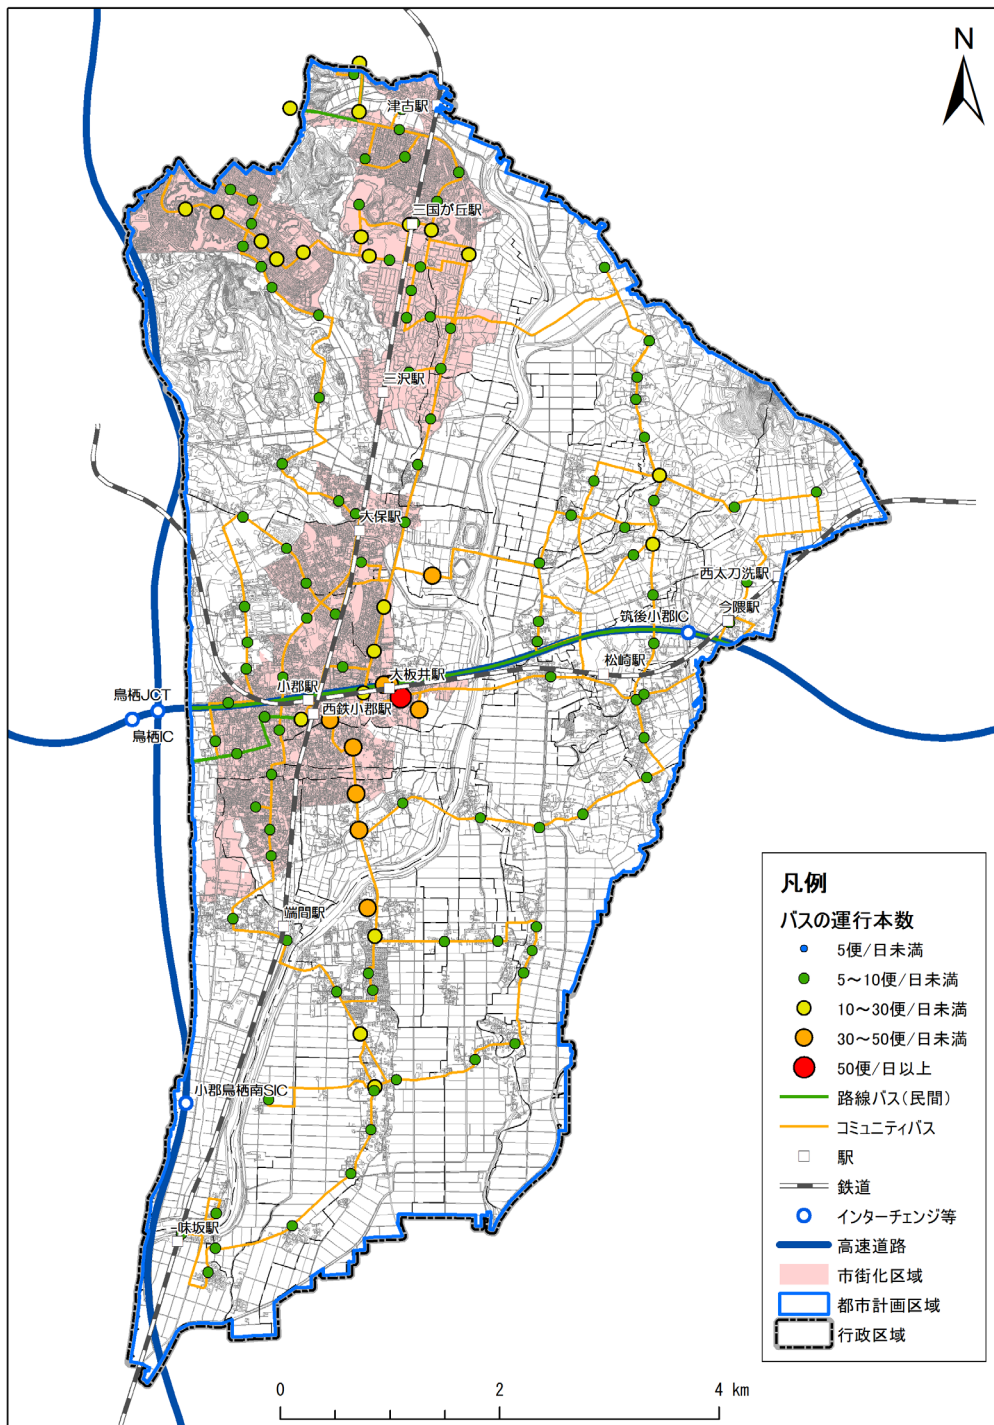 N
津古駅
三国が丘駅
三沢駅
大保駅
西太刀洗駅
今隈駅
筑後小郡IC
松崎駅
大板井駅
小郡駅
西鉄小郡駅
鳥栖JCT
鳥栖IC
端間駅
小郡鳥栖南SIC
味坂駅
凡例
バスの運行本数
5便/日未満
5～10便/日未満
10～30便/日未満
30～50便/日未満
50便/日以上
路線バス(民間)
コミュニティバス
駅
鉄道
インターチェンジ等
高速道路
市街化区域
都市計画区域
行政区域
0 2 4 km